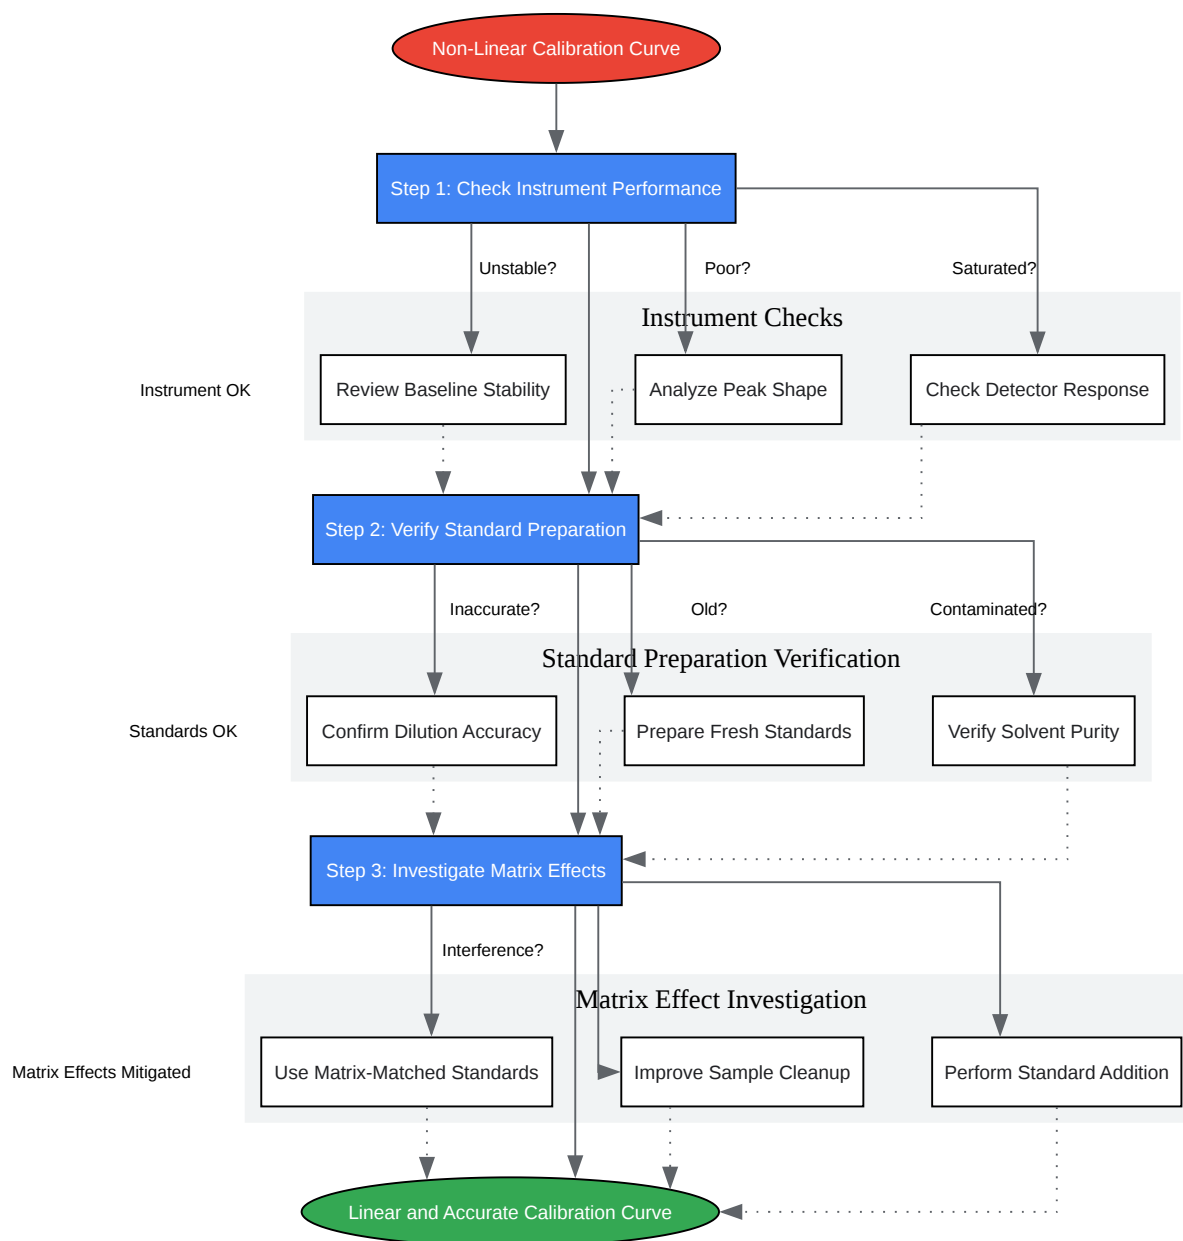 Non-Linear Calibration Curve
Step 1: Check Instrument Performance
Unstable?
Poor?
Saturated?
Instrument Checks
Instrument OK
Review Baseline Stability
Analyze Peak Shape
Check Detector Response
Step 2: Verify Standard Preparation
Inaccurate?
Old?
Contaminated?
Standard Preparation Verification
Standards OK
Confirm Dilution Accuracy
Prepare Fresh Standards
Verify Solvent Purity
Step 3: Investigate Matrix Effects
Interference?
Matrix Effect Investigation
Matrix Effects Mitigated
Use Matrix-Matched Standards
Improve Sample Cleanup
Perform Standard Addition
Linear and Accurate Calibration Curve